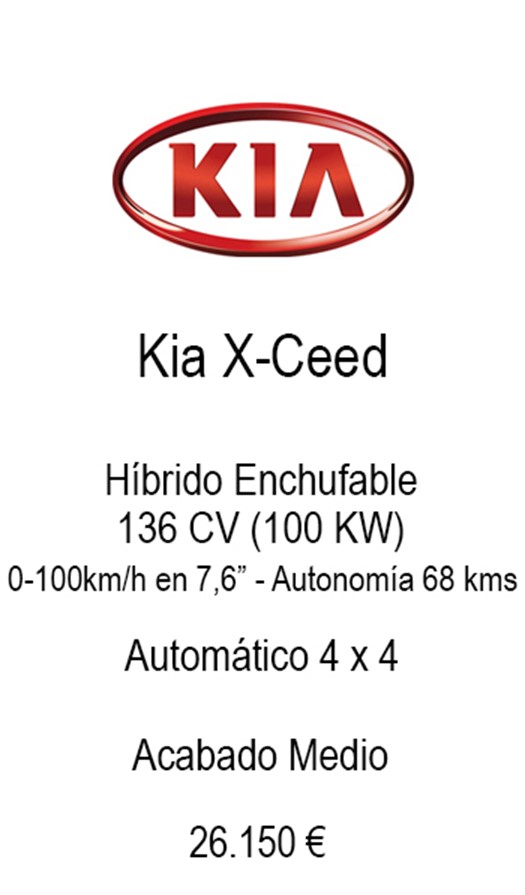 KIA
Kia X-Ceed
Híbrido Enchufable
136 CV (100 KW)
0-100km/h en 7,6” - Autonomía 68 kms
Automático 4 x 4
Acabado Medio
26.150 €